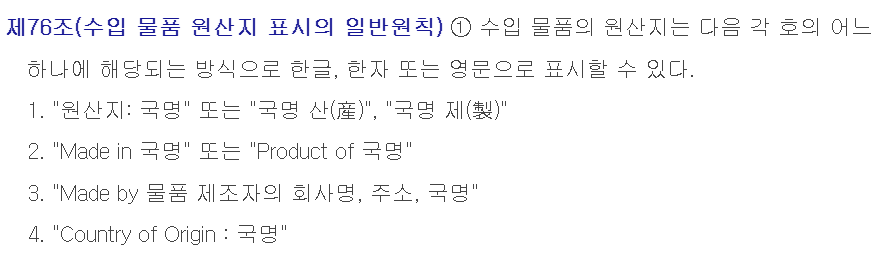 제76조(수입 물품 원산지 표시의 일반원칙) ① 수입 물품의 원산지는 다음 각 호의 어느
하나에 해당되는 방식으로 한글, 한자 또는 영문으로 표시할 수 있다.
1. "원산지: 국명" 또는 "국명 산(産)", "국명 제(製)"
2. "Made in 국명" 또는 "Product of 국명"
3. "Made by 물품 제조자의 회사명, 주소, 국명"
4. "Country of Origin : 국명"